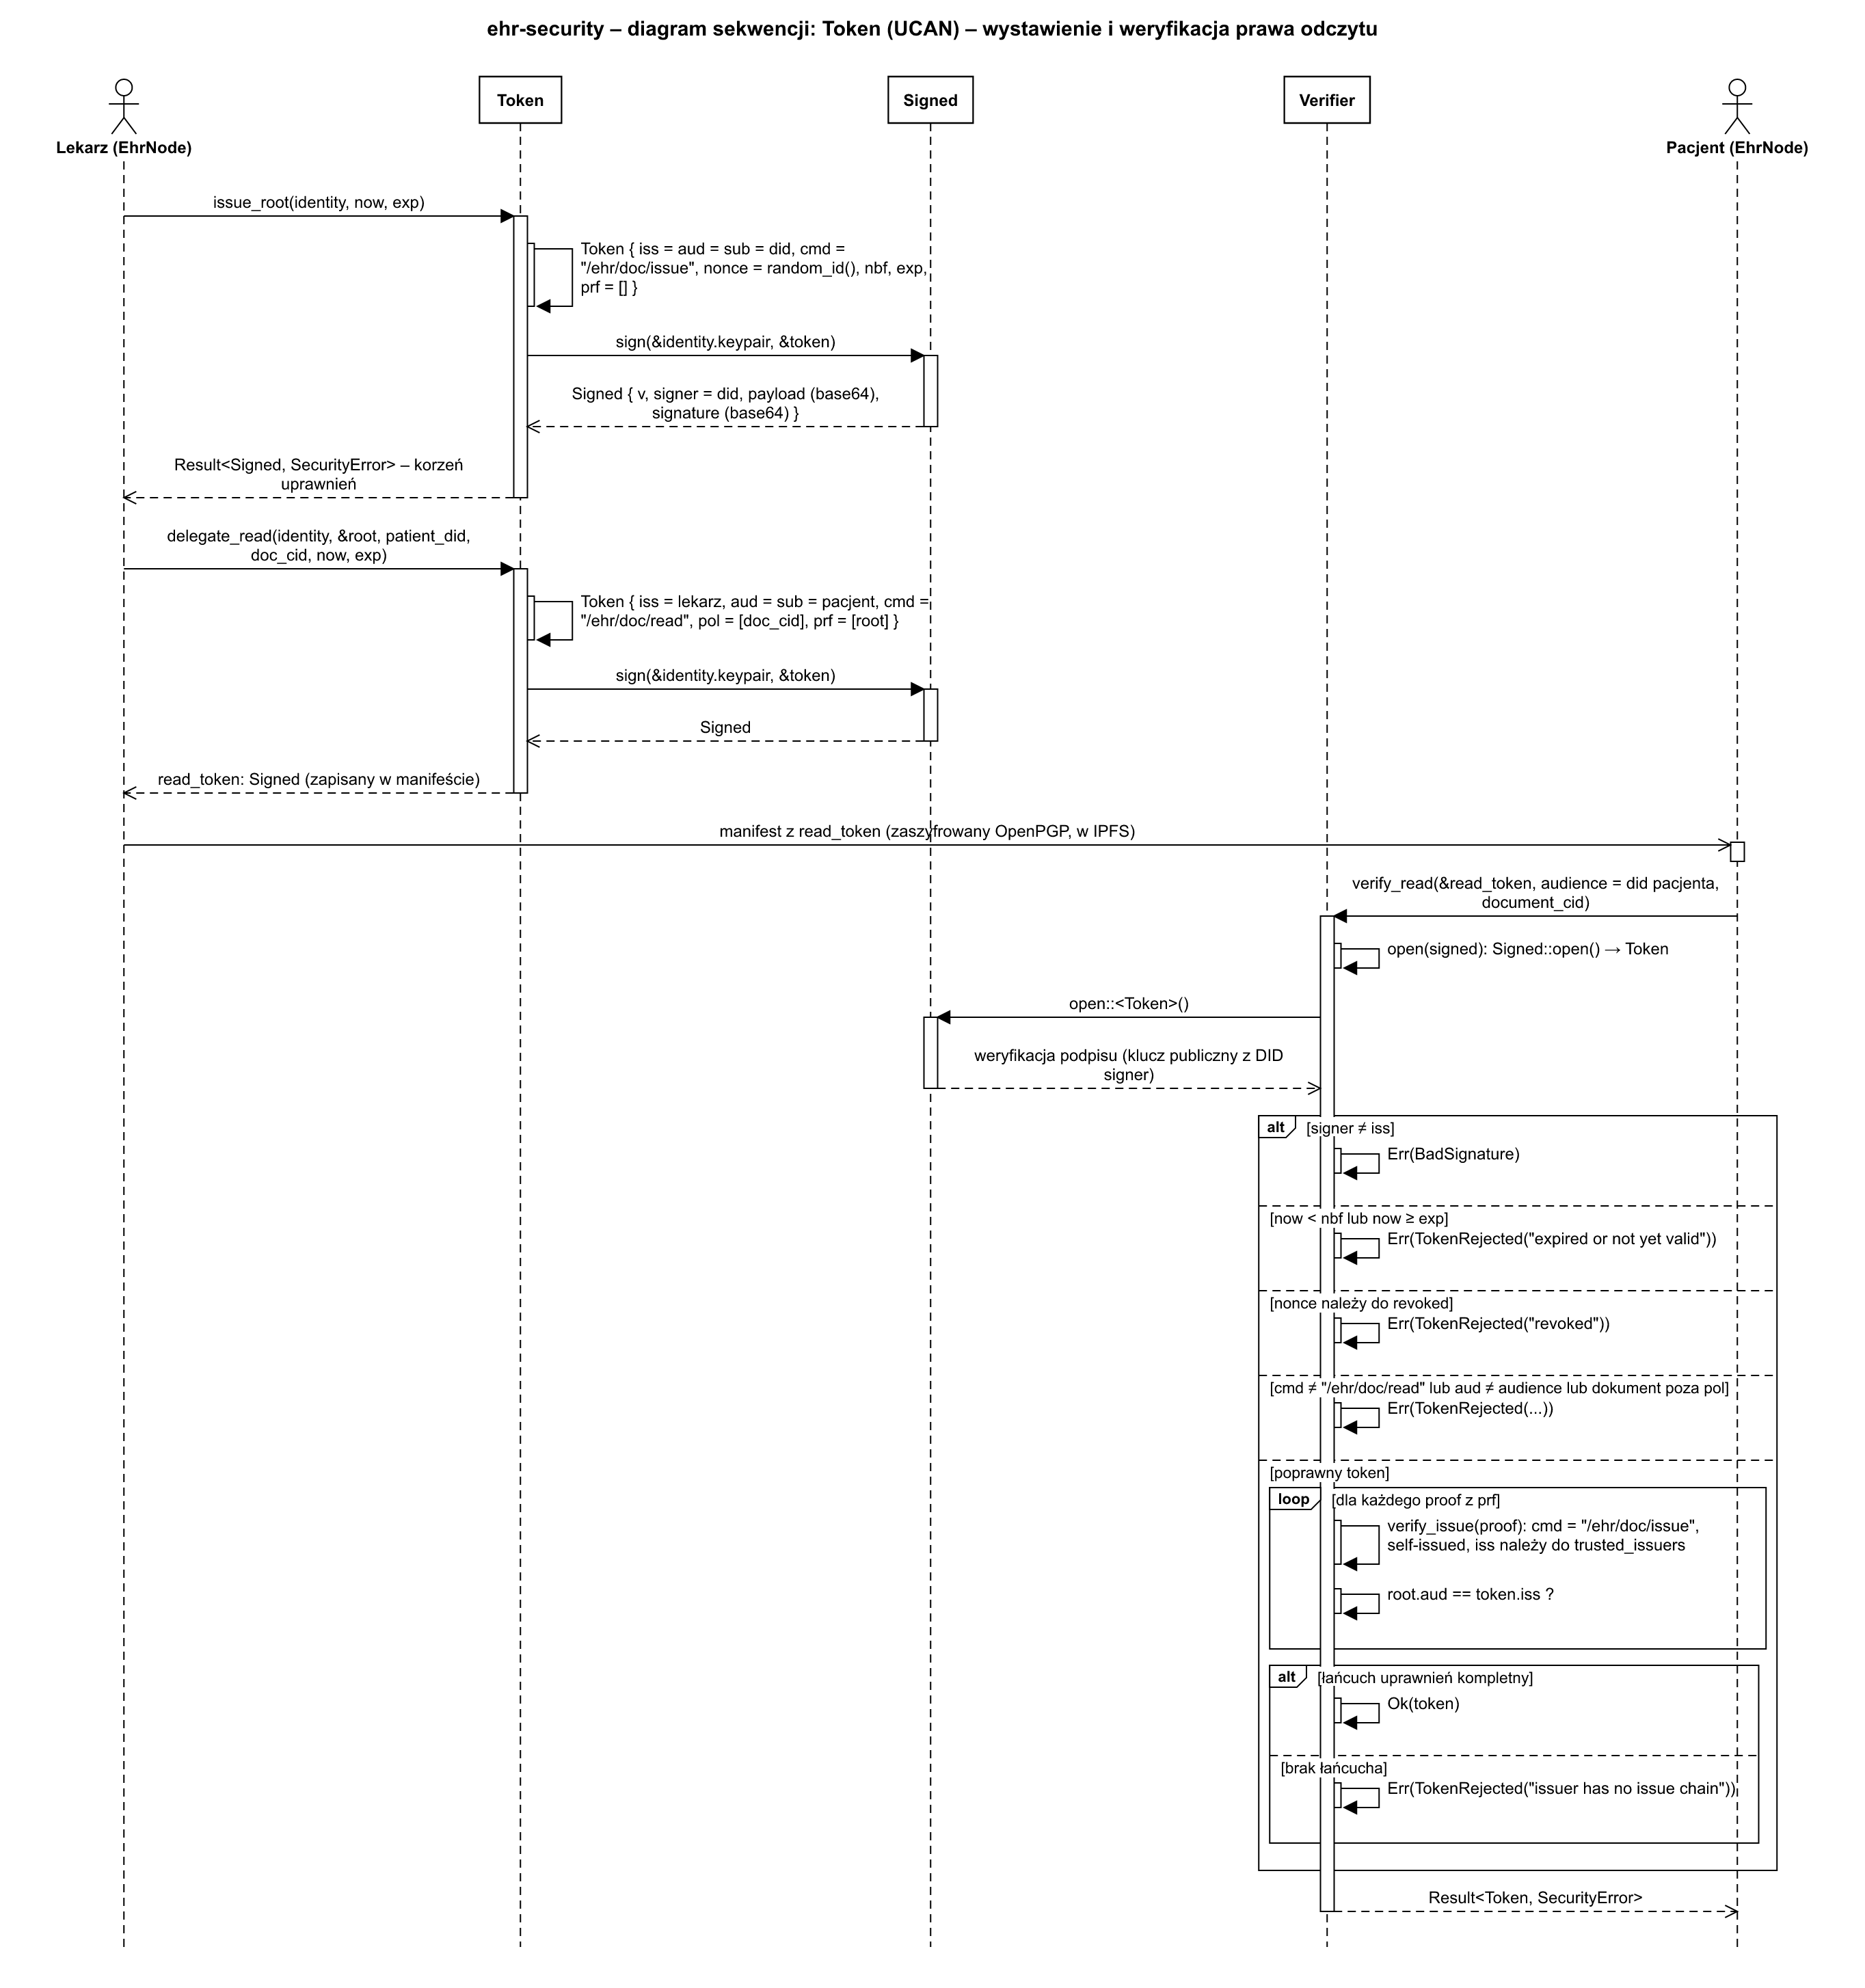 ehr-security – diagram sekwencji: Token (UCAN) – wystawienie i weryfikacja prawa odczytu
Lekarz (EhrNode)
Token
Signed
Verifier
Pacjent (EhrNode)
issue_root(identity, now, exp)
Token { iss = aud = sub = did, cmd =
"/ehr/doc/issue", nonce = random_id(), nbf, exp,
prf = [] }
sign(&identity.keypair, &token)
Signed { v, signer = did, payload (base64),
signature (base64) }
Result<Signed, SecurityError> – korzeń
uprawnień
delegate_read(identity, &root, patient_did,
doc_cid, now, exp)
Token { iss = lekarz, aud = sub = pacjent, cmd =
"/ehr/doc/read", pol = [doc_cid], prf = [root] }
sign(&identity.keypair, &token)
Signed
read_token: Signed (zapisany w manifeście)
manifest z read_token (zaszyfrowany OpenPGP, w IPFS)
verify_read(&read_token, audience = did pacjenta,
document_cid)
open(signed): Signed::open() → Token
open::<Token>()
weryfikacja podpisu (klucz publiczny z DID
signer)
alt
[signer ≠ iss]
Err(BadSignature)
[now < nbf lub now ≥ exp]
Err(TokenRejected("expired or not yet valid"))
[nonce należy do revoked]
Err(TokenRejected("revoked"))
[cmd ≠ "/ehr/doc/read" lub aud ≠ audience lub dokument poza pol]
Err(TokenRejected(...))
[poprawny token]
loop
[dla każdego proof z prf]
verify_issue(proof): cmd = "/ehr/doc/issue",
self-issued, iss należy do trusted_issuers
root.aud == token.iss ?
alt
[łańcuch uprawnień kompletny]
Ok(token)
[brak łańcucha]
Err(TokenRejected("issuer has no issue chain"))
Result<Token, SecurityError>